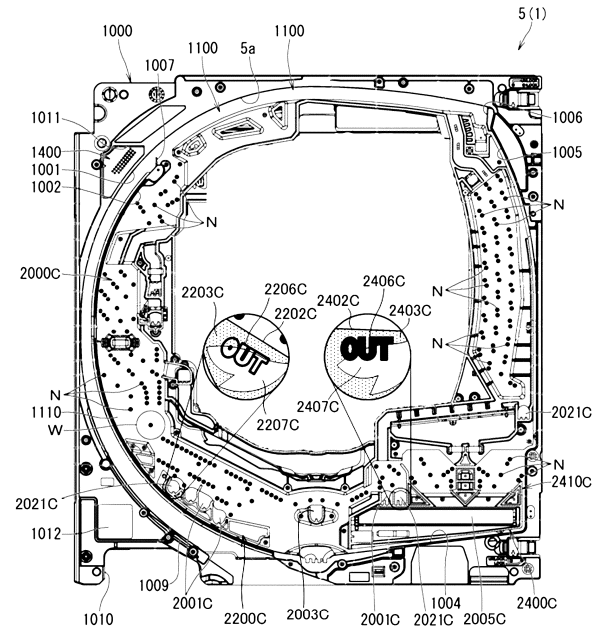 5 (1)
1000
1100
5a
1100
1007
1011
1400
1001
1002
1006
1005
N
N
2000C
N
N
N
1110
W
2203C
2206C
2202C
OUT
2207C
2406C
2402C
2403C
OUT
2407C
2021C
N
2410C
2021C
1012
1010
1009
2001C
2200C
2003C
2001C
2021C
1004
2005C
2400C